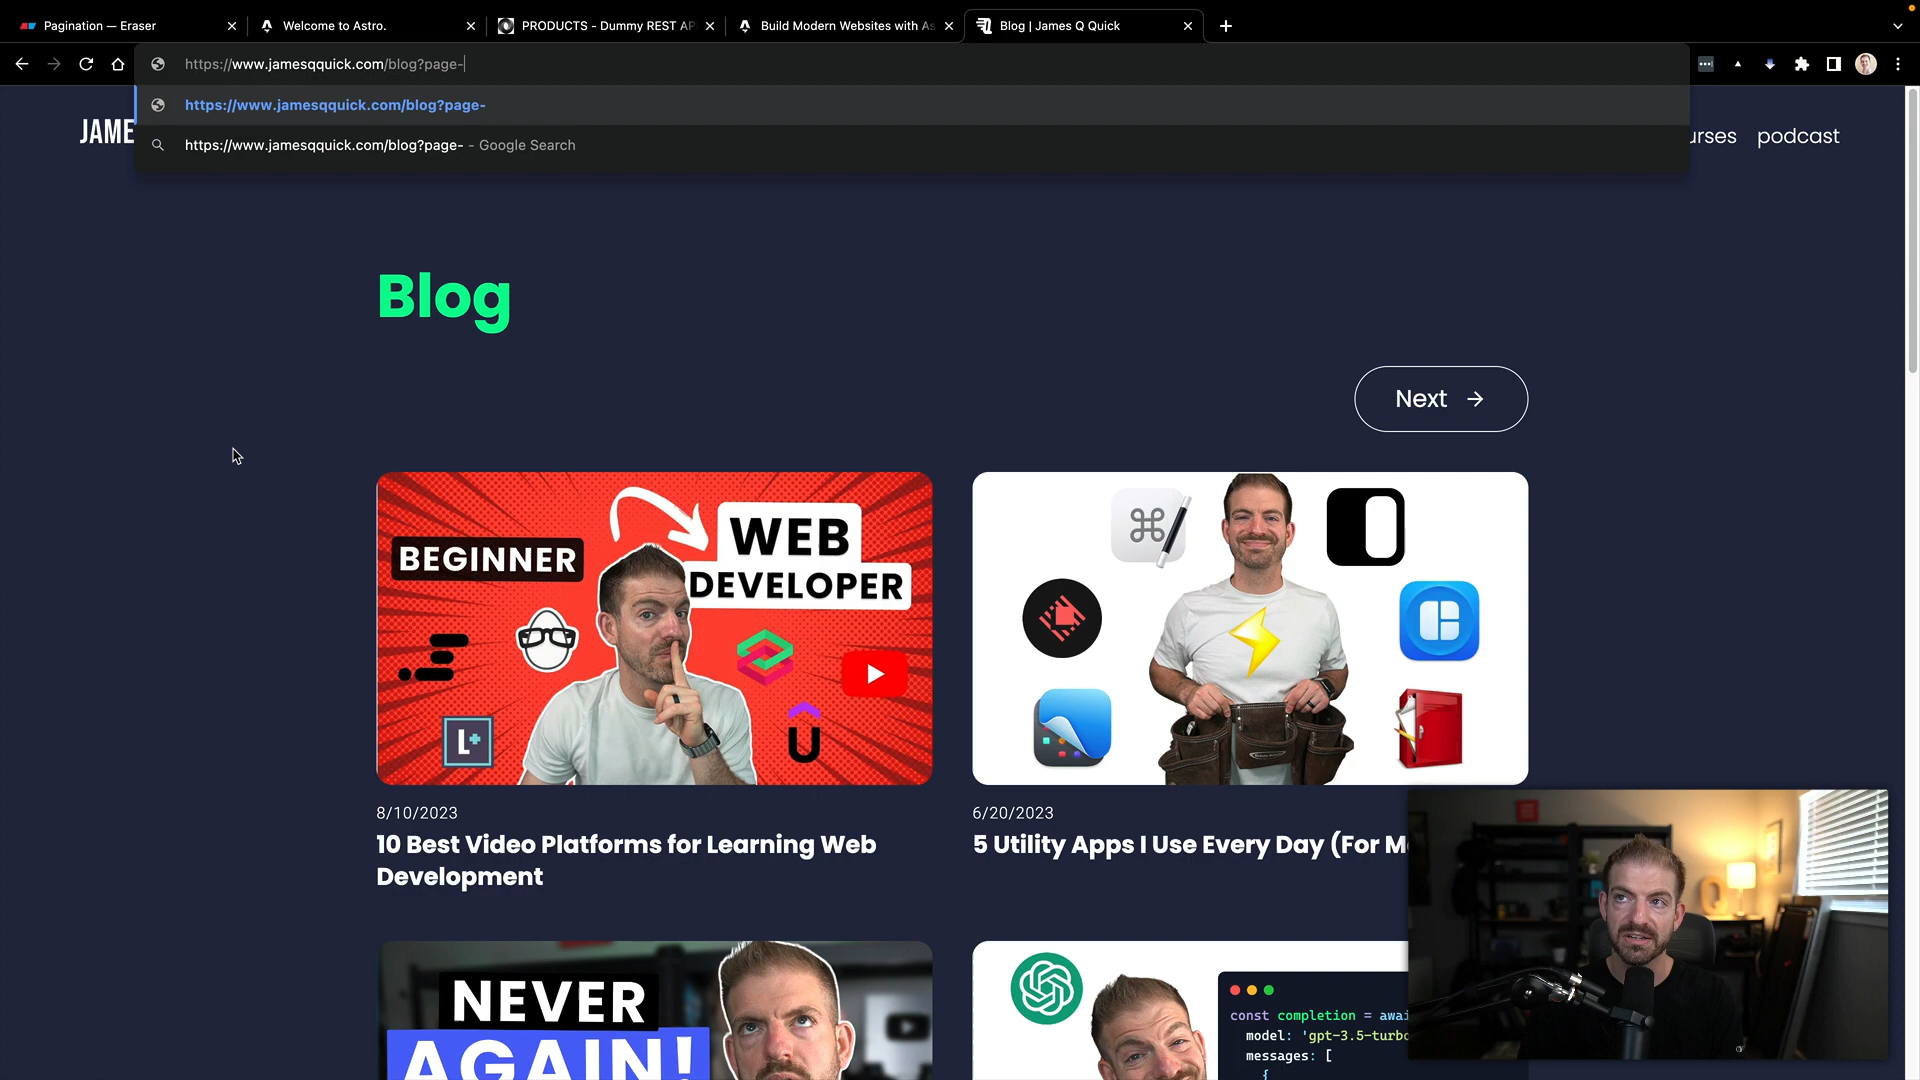 Pagination — Eraser
Welcome to Astro.
PRODUCTS - Dummy REST AP
Build Modern Websites with As
Blog | James Q Quick
https://www.jamesqquick.com/blog?page-
https://www.jamesqquick.com/blog?page-
https://www.jamesqquick.com/blog?page- - Google Search
JAME
urses
podcast
Blog
Next
BEGINNER
WEB
DEVELOPER
L+
8/10/2023
10 Best Video Platforms for Learning Web
Development
6/20/2023
5 Utility Apps I Use Every Day (For M
NEVER
AGAIN!
const completion = awai
model: 'gpt-3.5-turbo
messages: [
{